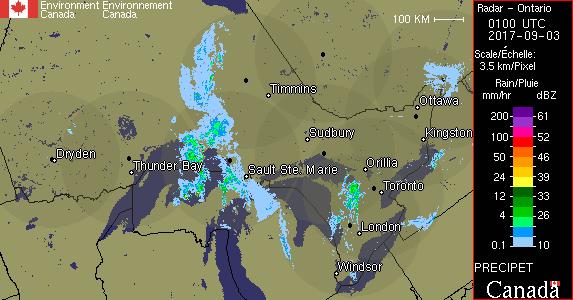 Environment Environnement
Canada Canada
100 KM
Timmins
Ottawa
Sudbury
Kingston
Dryden
Thunder Bay
Sault Ste. Marie
Orillia
Toronto
London
Windsor
Radar - Ontario
0100 UTC
2017-09-03
Scale/Échelle:
3.5 km/Pixel
Rain/Pluie
mm/hr dBZ
200 61
100 52
50 46
24 39
12 33
4 26
0.1 10
PRECIPET
Canada